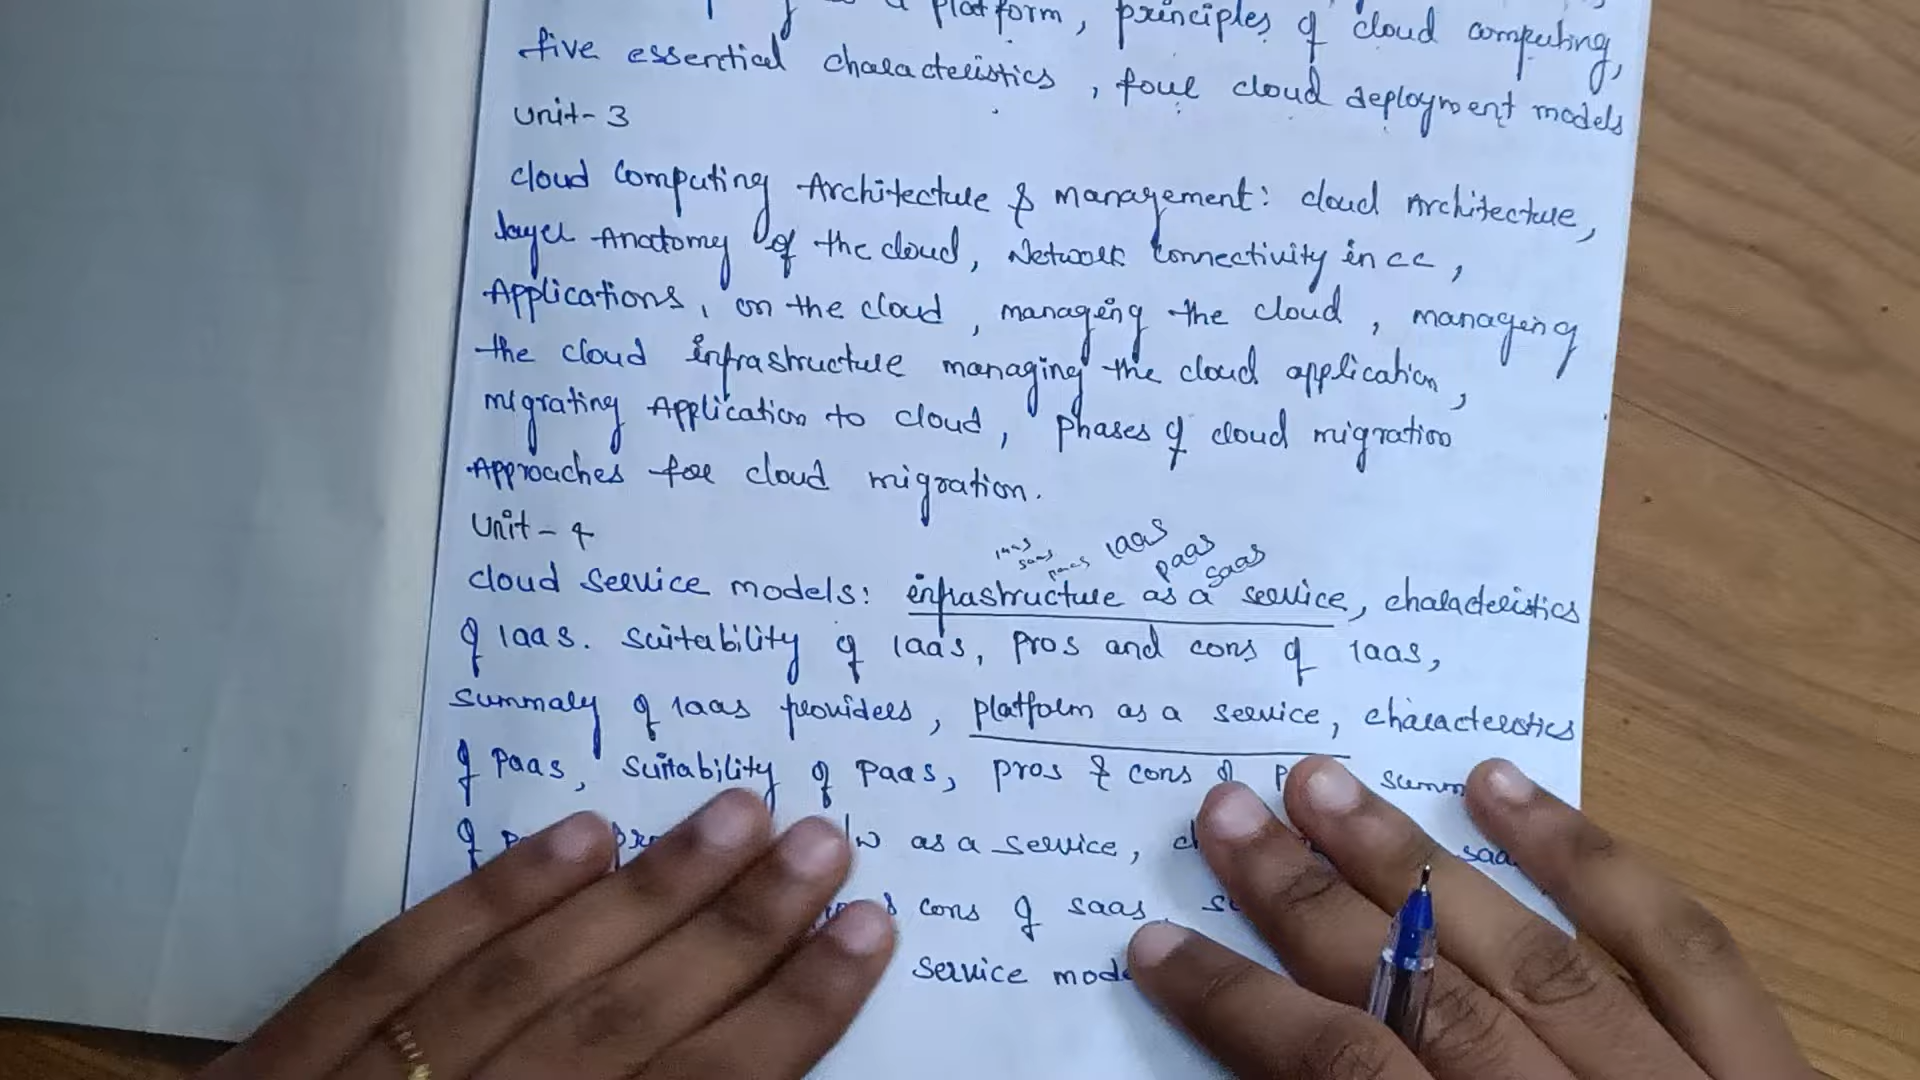 a platform, principles of cloud computing,
five essential characteristics, four cloud deployment models
Unit-3
cloud Computing Architecture & management: cloud Architecture,
layer Anatomy of the cloud, Network Connectivity in cc,
Applications, on the cloud, managing the cloud, managing
the cloud infrastructure managing the cloud application,
migrating Application to cloud, phases of cloud migration
Approaches for cloud migration.
Unit-4
iaas saas paas IaaS paas saas
cloud Service models: infrastructure as a service, characteristics
of Iaas. Suitability of Iaas, pros and cons of Iaas,
summary of Iaas providers, platform as a service, characteristics
of Paas, Suitability of Paas, pros & cons of
of as a service,
cons of saas,
Service